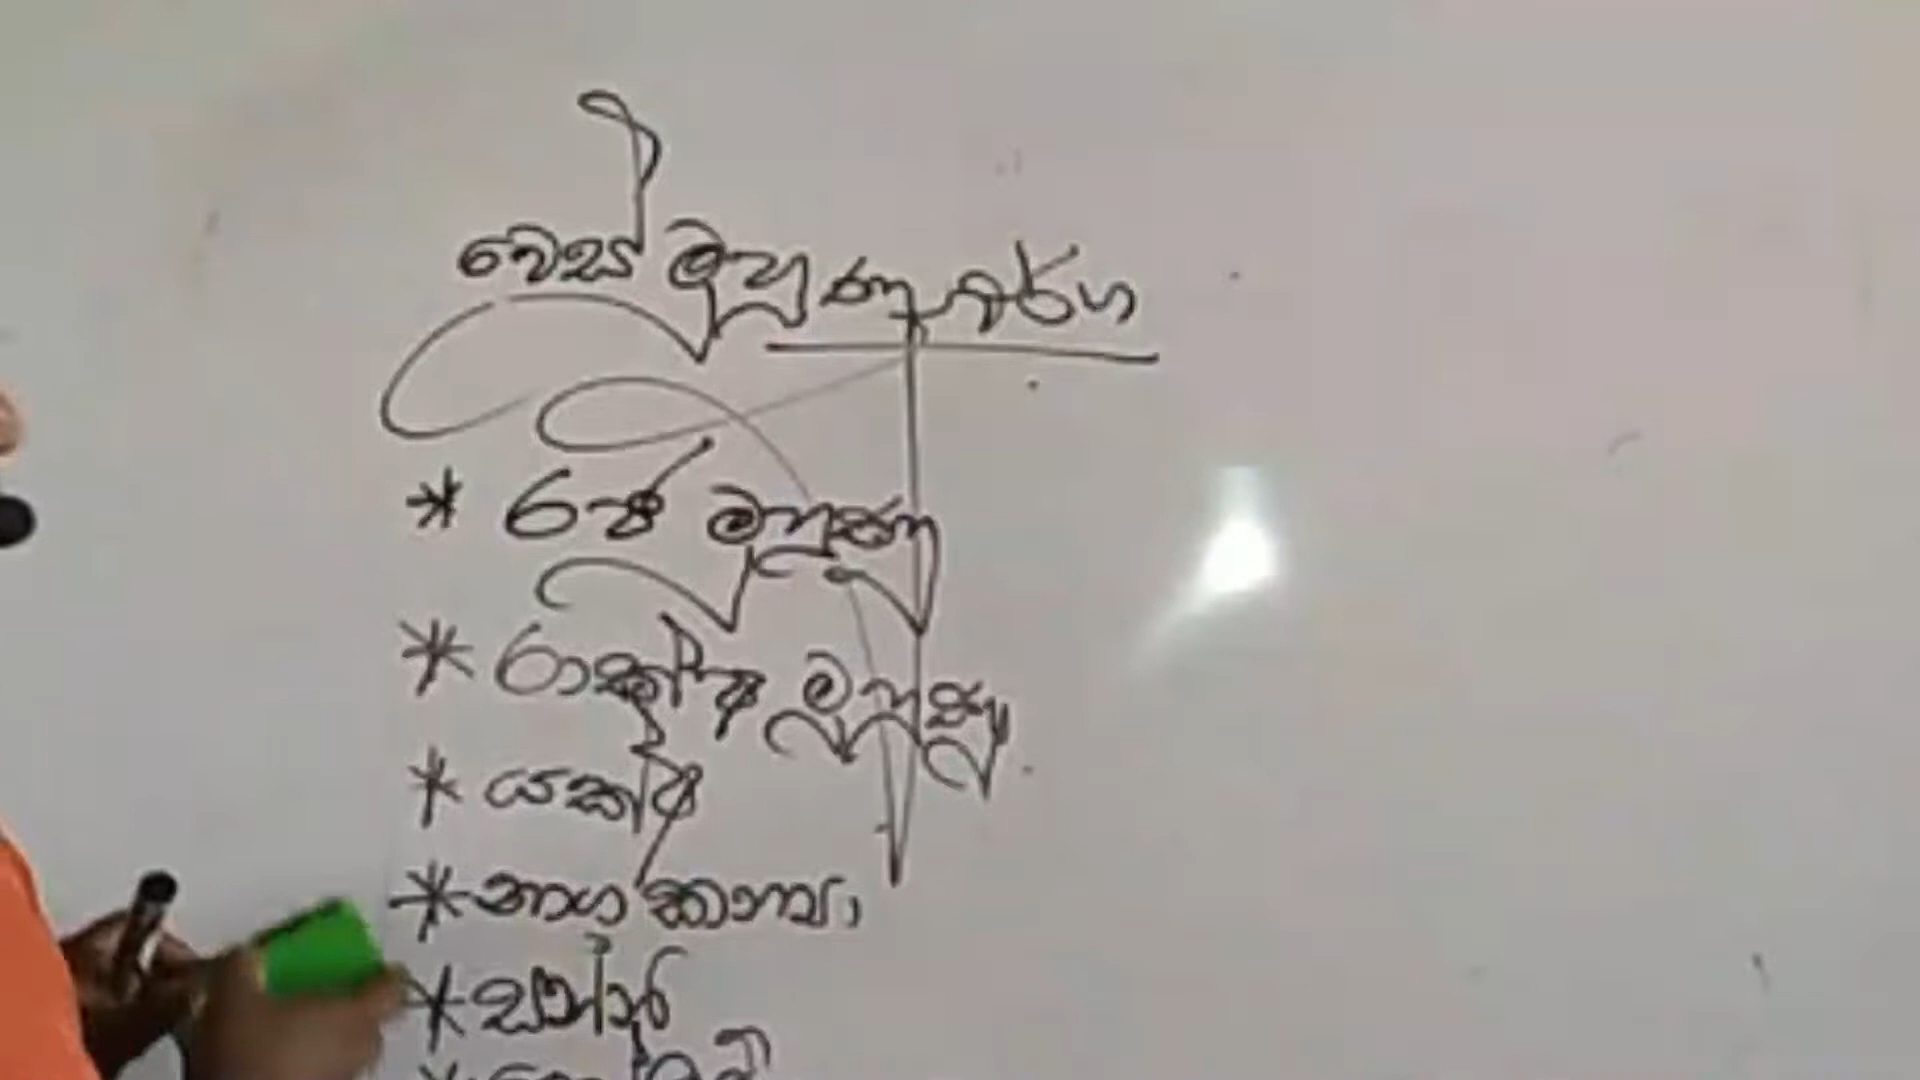 වෙස් මුහුණු වර්ග
* රජ මුහුණු
* රාක්ෂ මුහුණු
* යක්ෂ
* නාග කන්‍යා